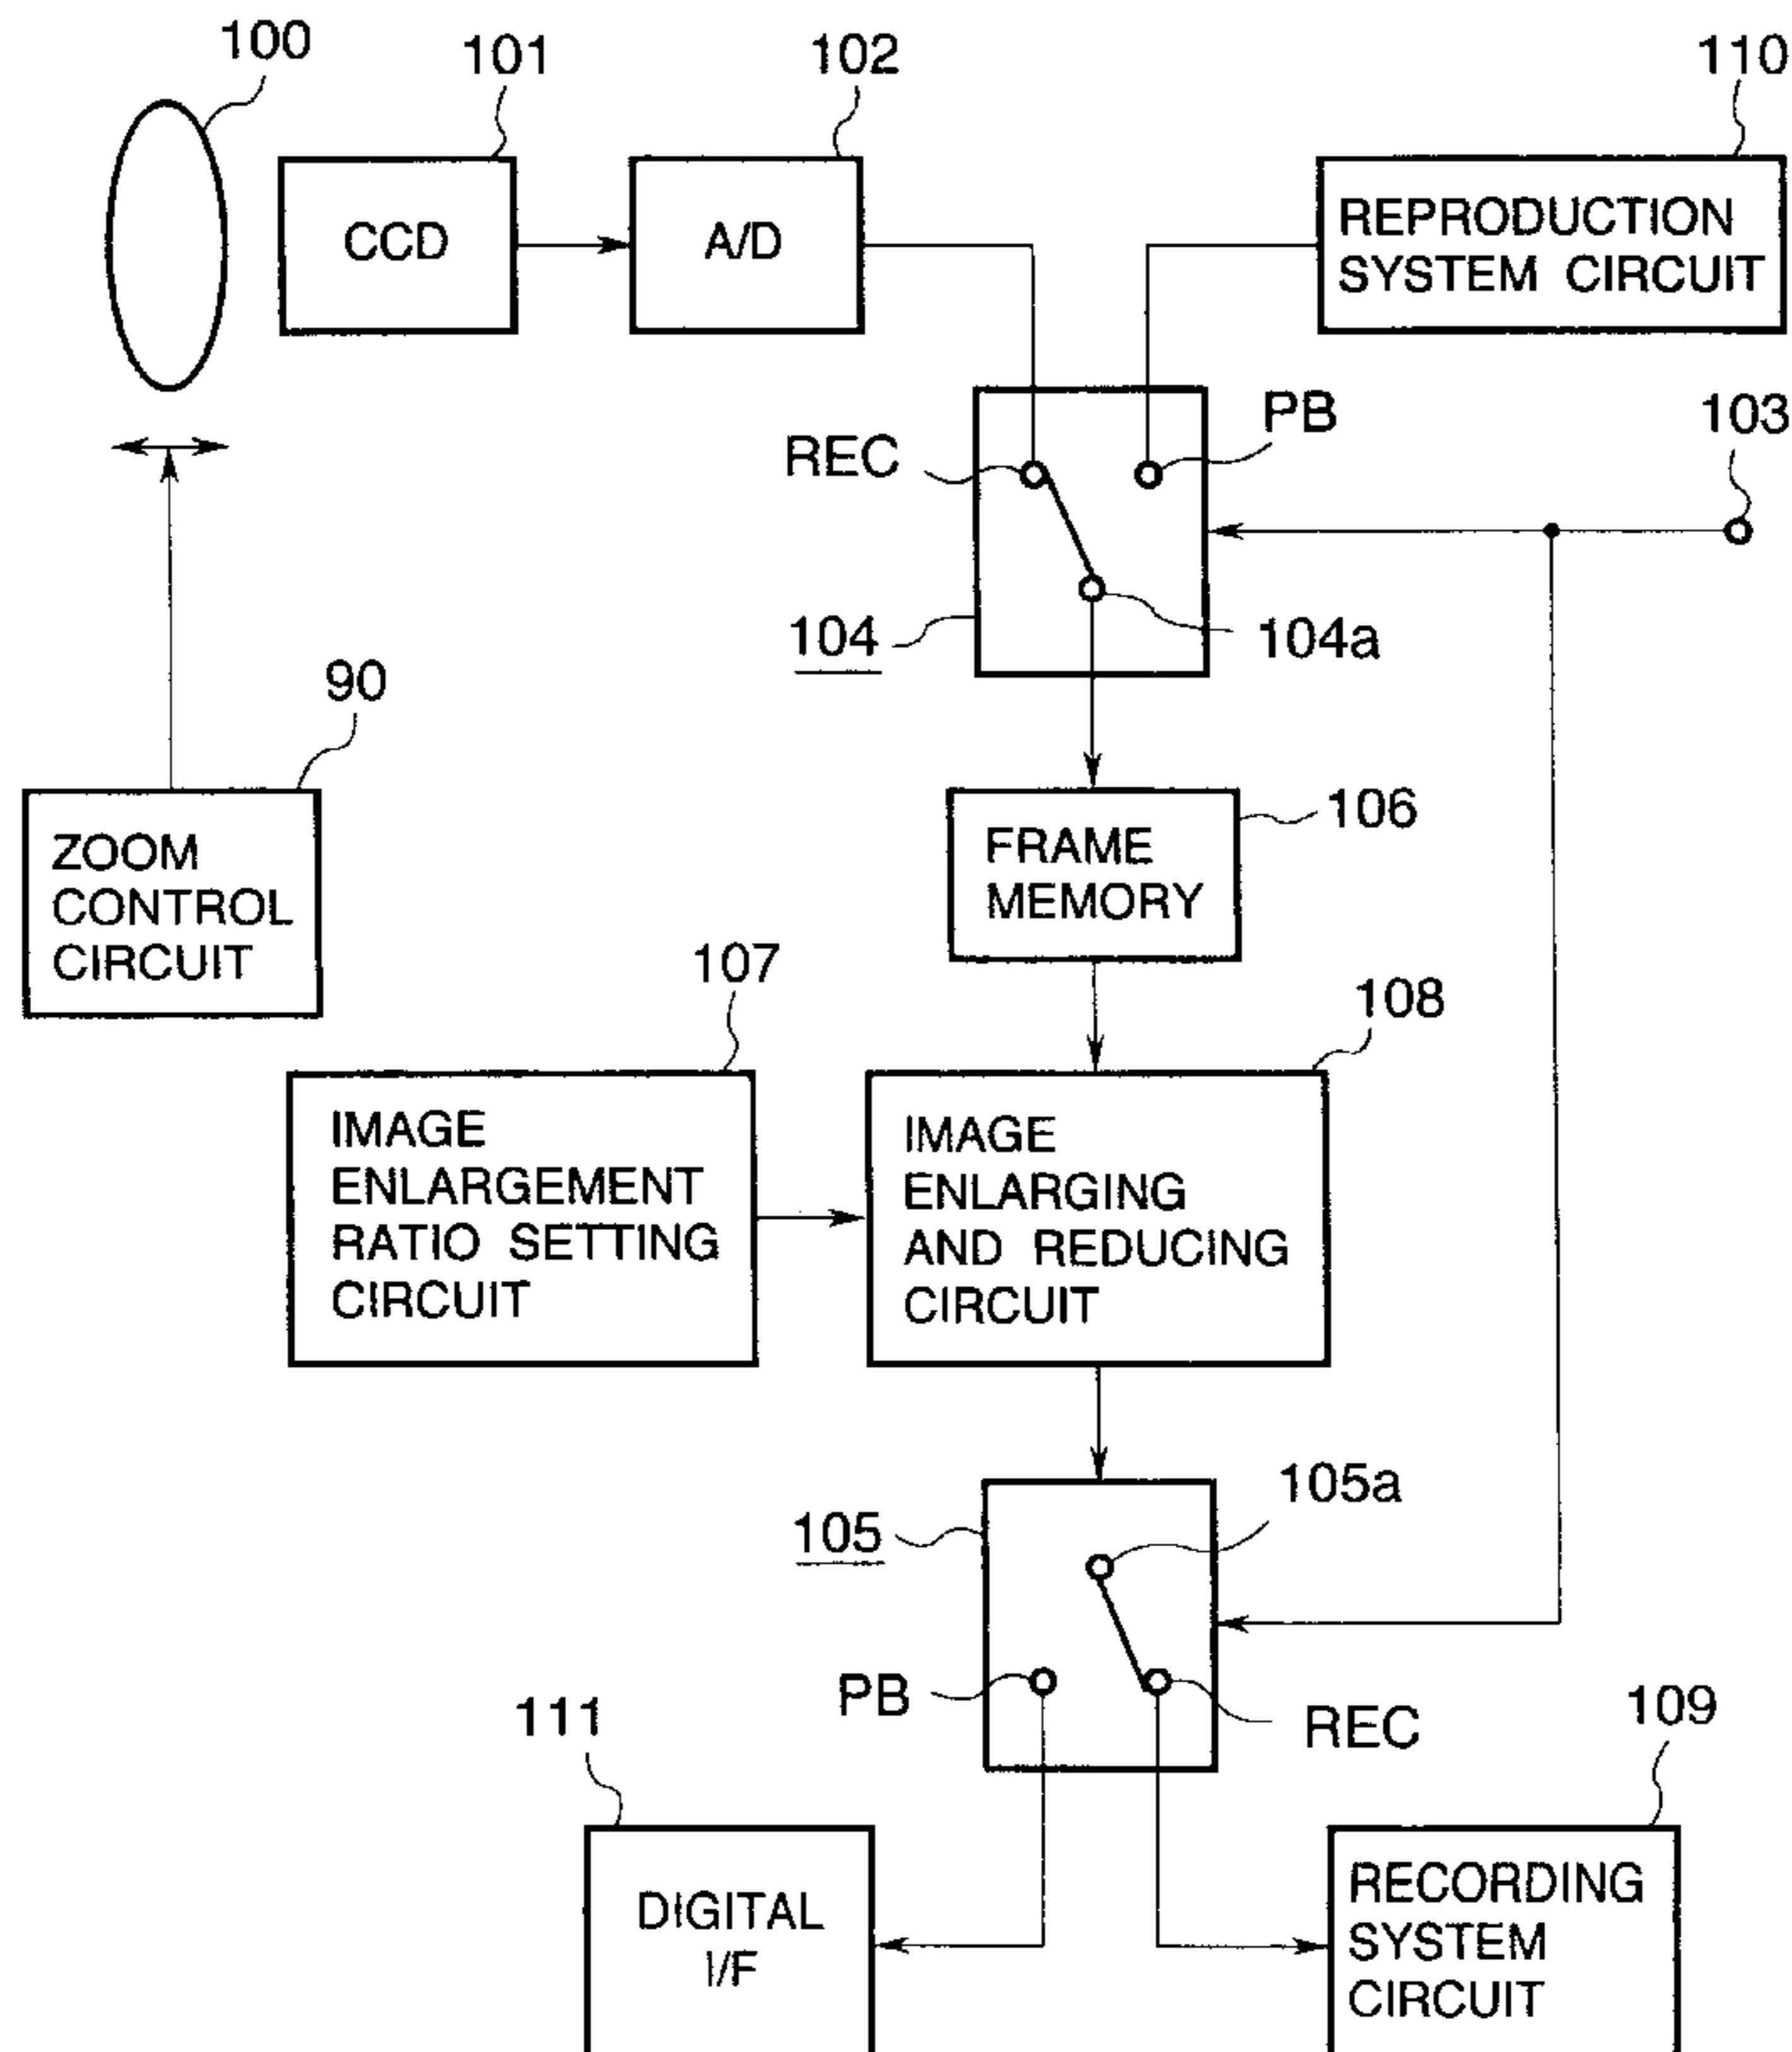 100
101
102
110
CCD
A/D
REPRODUCTION
SYSTEM CIRCUIT
REC
PB
103
104
104a
90
ZOOM
CONTROL
CIRCUIT
FRAME
MEMORY
106
107
108
IMAGE
ENLARGEMENT
RATIO SETTING
CIRCUIT
IMAGE
ENLARGING
AND REDUCING
CIRCUIT
105
105a
PB
REC
111
109
DIGITAL
I/F
RECORDING
SYSTEM
CIRCUIT